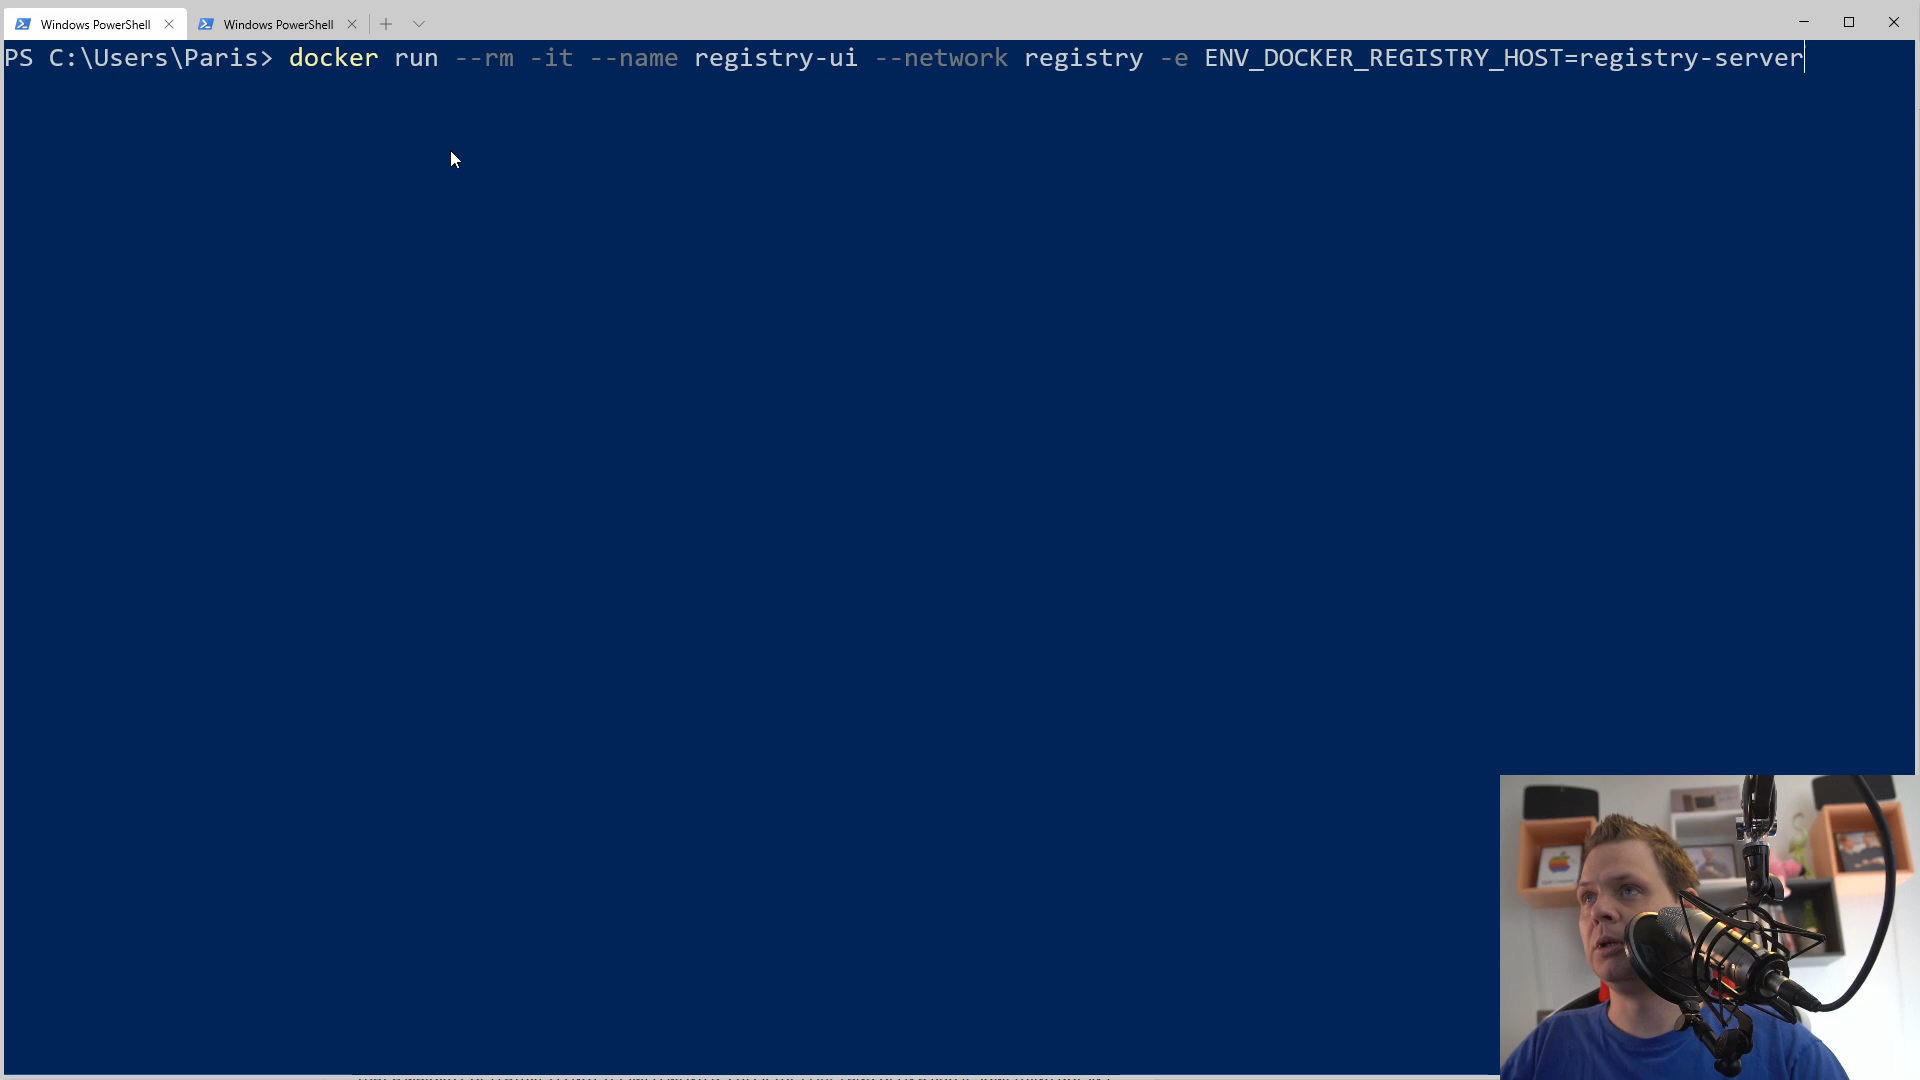 Windows PowerShell
Windows PowerShell
PS C:\Users\Paris> docker run --rm -it --name registry-ui --network registry -e ENV_DOCKER_REGISTRY_HOST=registry-server